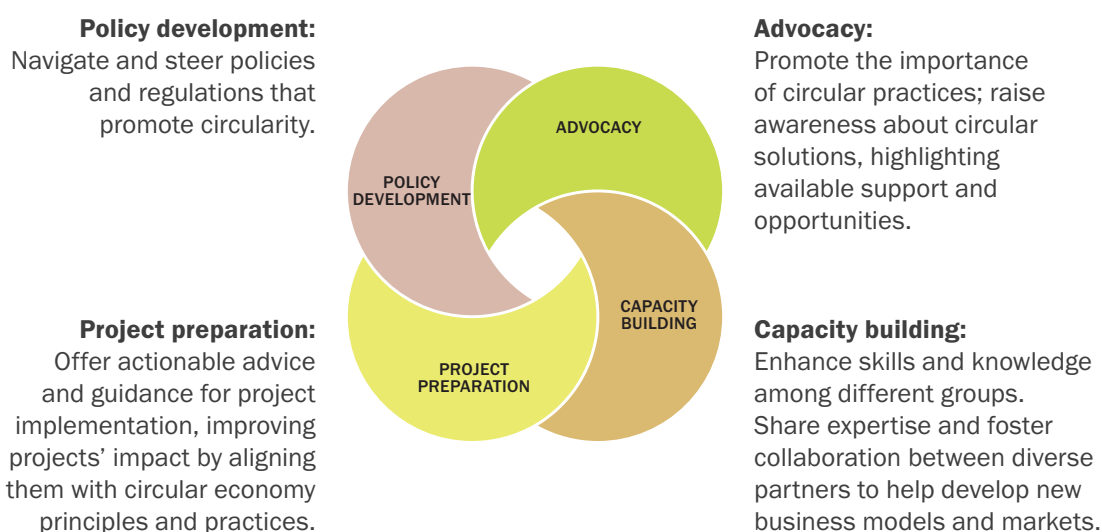 Policy development:
Navigate and steer policies
and regulations that
promote circularity.
Advocacy:
Promote the importance
of circular practices; raise
awareness about circular
solutions, highlighting
available support and
opportunities.
POLICY
DEVELOPMENT
ADVOCACY
PROJECT
PREPARATION
CAPACITY
BUILDING
Project preparation:
Offer actionable advice
and guidance for project
implementation, improving
projects’ impact by aligning
them with circular economy
principles and practices.
Capacity building:
Enhance skills and knowledge
among different groups.
Share expertise and foster
collaboration between diverse
partners to help develop new
business models and markets.